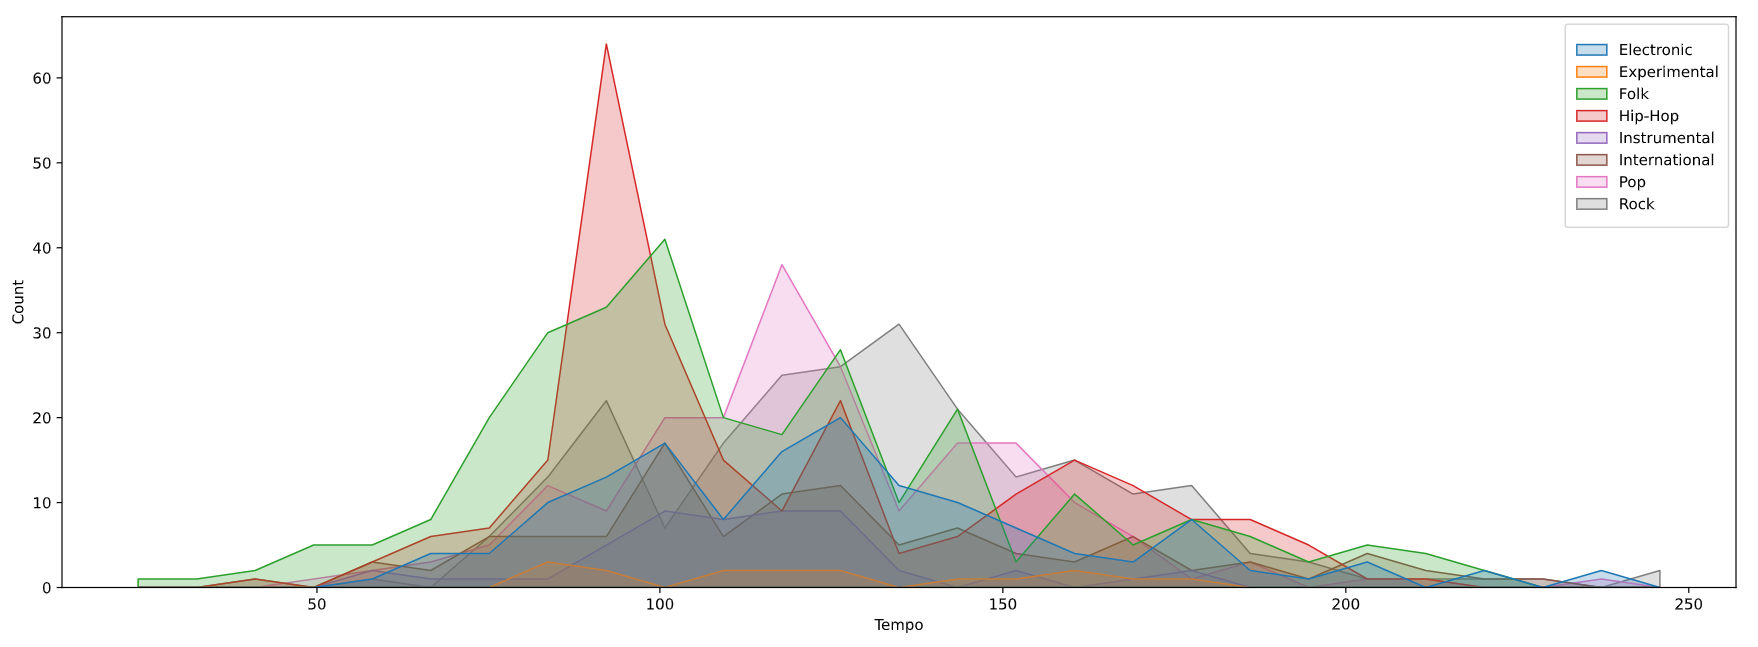 Electronic
Experimental
Folk
Hip-Hop
Instrumental
International
Pop
Rock
60
50
40
30
20
10
0
Count
50 100 150 200 250
Tempo